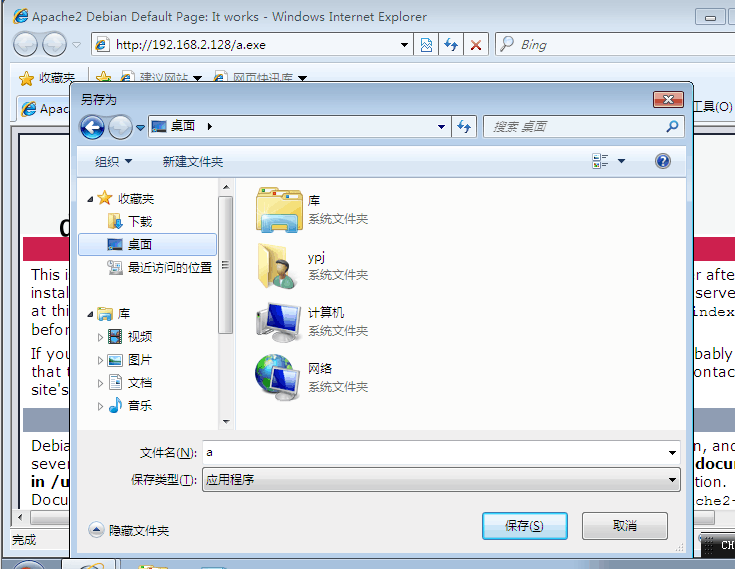 Apache2 Debian Default Page: It works - Windows Internet Explorer
http://192.168.2.128/a.exe
Bing
收藏夹 建议网站 网页快讯库
Apac
工具(O)
另存为
桌面
搜索 桌面
组织 新建文件夹
收藏夹
下载
桌面
最近访问的位置
库
视频
图片
文档
音乐
库
系统文件夹
ypj
系统文件夹
计算机
系统文件夹
网络
系统文件夹
文件名(N): a
保存类型(T): 应用程序
隐藏文件夹
保存(S) 取消
This i
r after
instal
serve
at this
index
befor
If you
bably
that t
ontac
site's
Debia
n, and
sever
docu
in /u
tion.
Docu
che2-
完成
CH